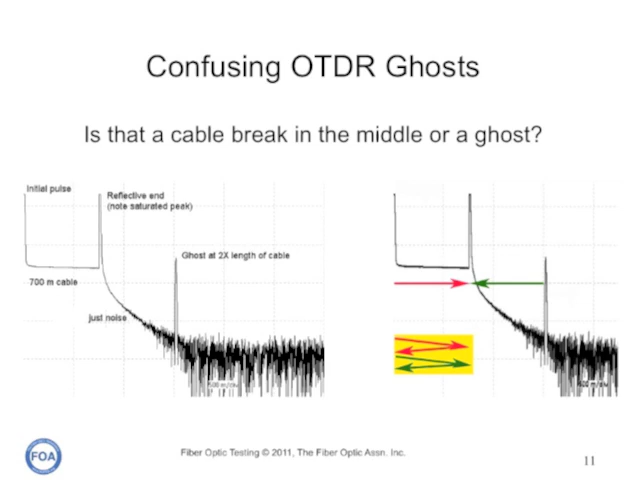 Confusing OTDR Ghosts
Is that a cable break in the middle or a ghost?
Initial pulse
Reflective end
(note saturated peak)
Ghost at 2X length of cable
700 m cable
just noise
FOA
Fiber Optic Testing © 2011, The Fiber Optic Assn. Inc.
11